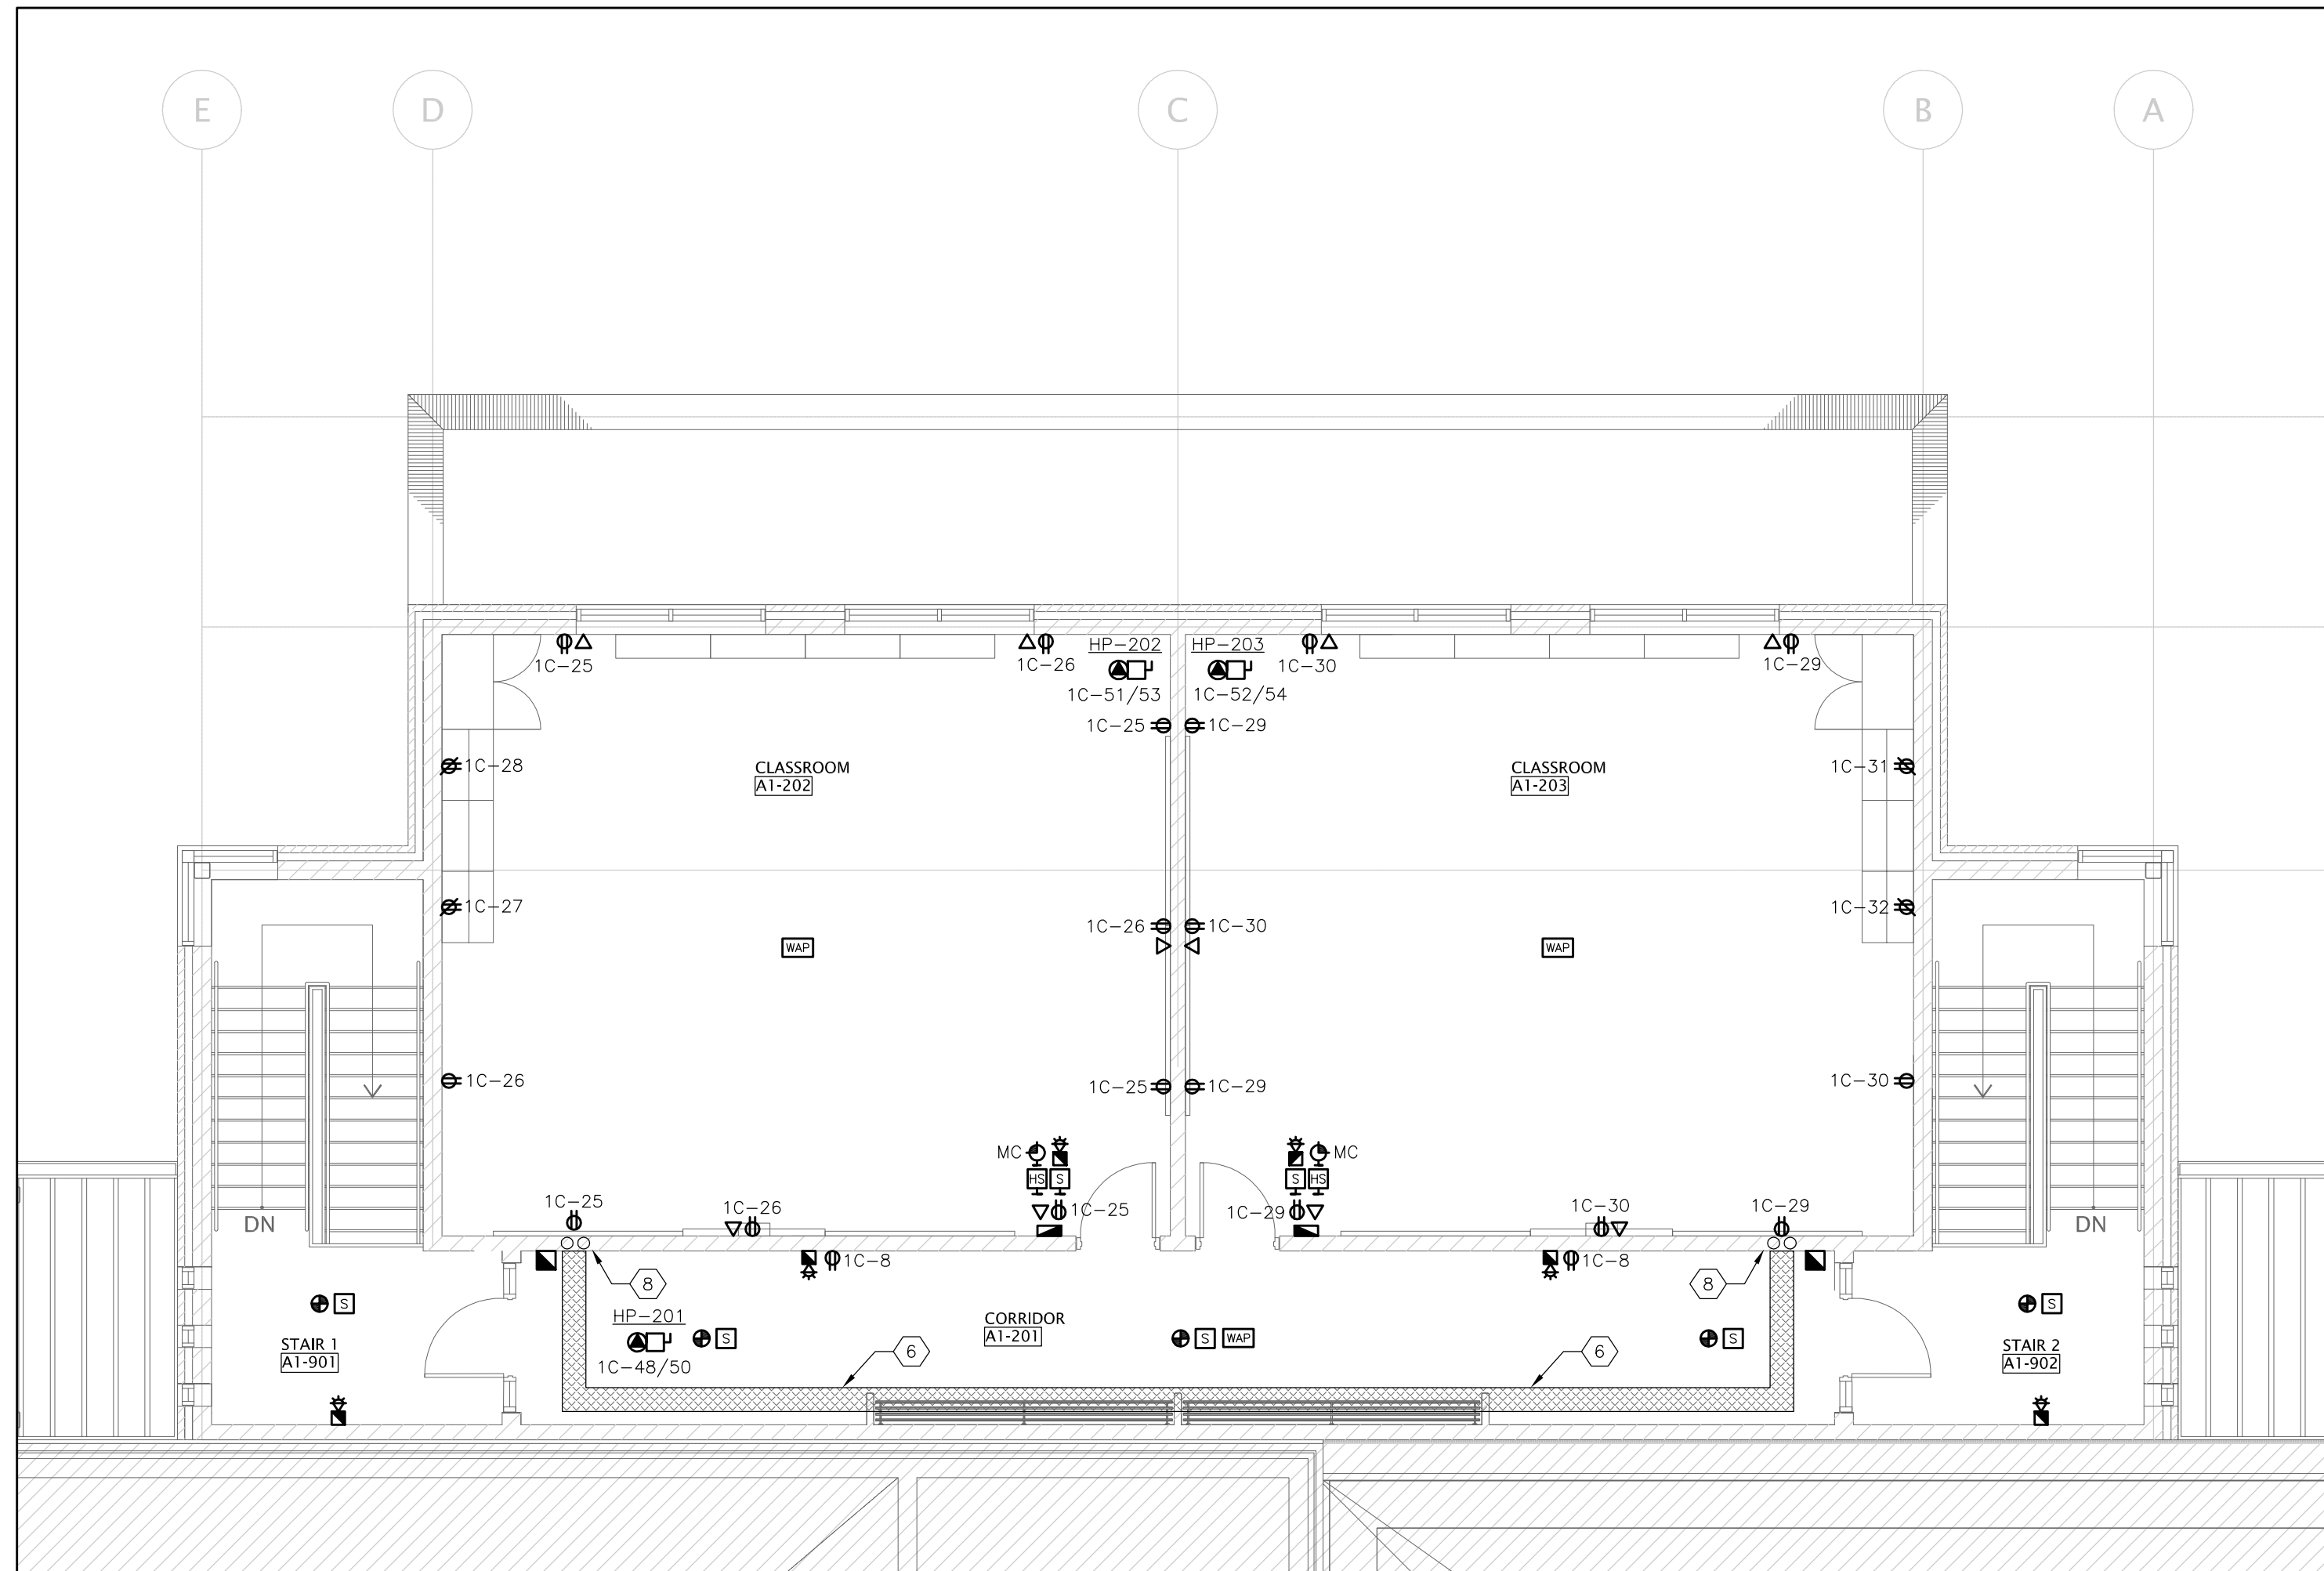 E D C B A
HP-202 HP-203
1C-25 1C-26 1C-30 1C-29
1C-51/53 1C-52/54
1C-25 1C-29
CLASSROOM CLASSROOM
1C-28 A1-202 A1-203 1C-31
1C-27 1C-32
1C-26 1C-30
WAP WAP
1C-26 1C-25 1C-29 1C-30
MC MC
HS S S HS
1C-25 1C-26 1C-25 1C-29 1C-30 1C-29
DN DN
1C-8 1C-8
8 8
S S
HP-201
CORRIDOR
S A1-201 S WAP S
STAIR 1 STAIR 2
A1-901 1C-48/50 6 6 A1-902